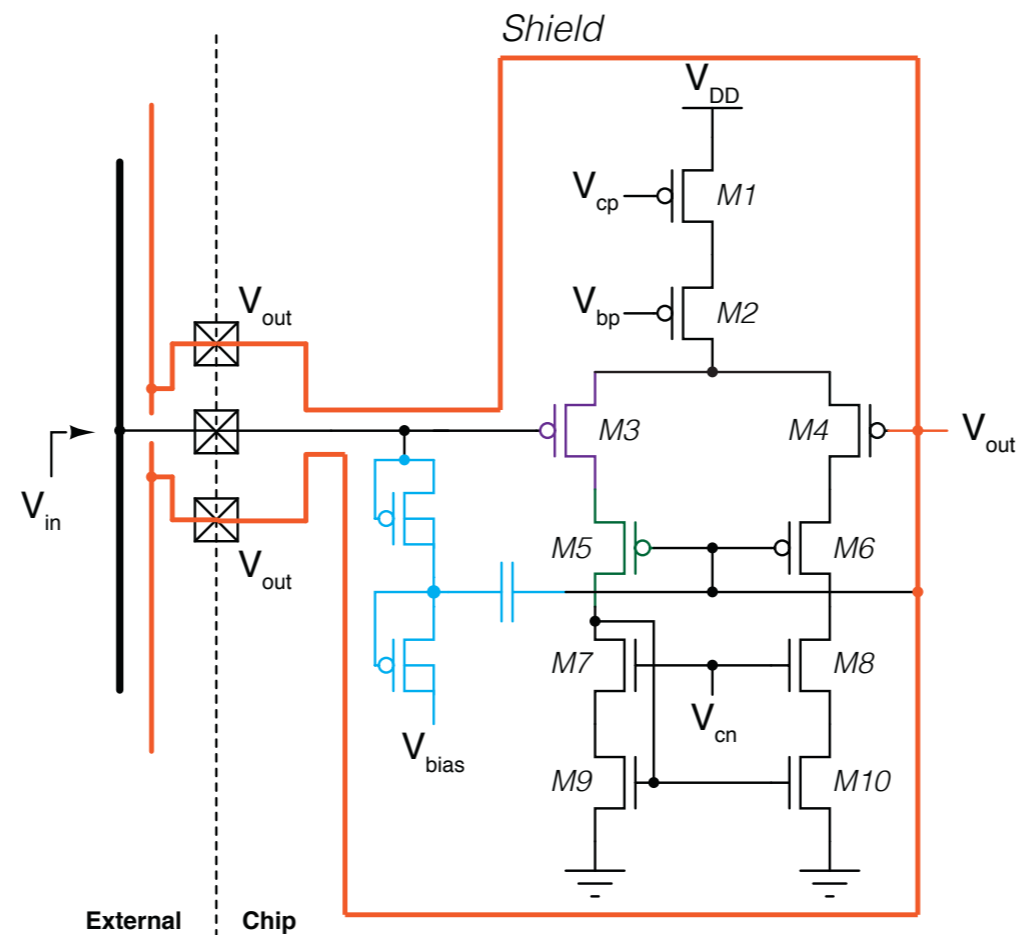 Shield
VDD
Vcp
M1
Vbp
M2
Vout
M3
M4
Vout
Vin
Vout
M5
M6
M7
M8
Vcn
Vbias
M9
M10
External
Chip